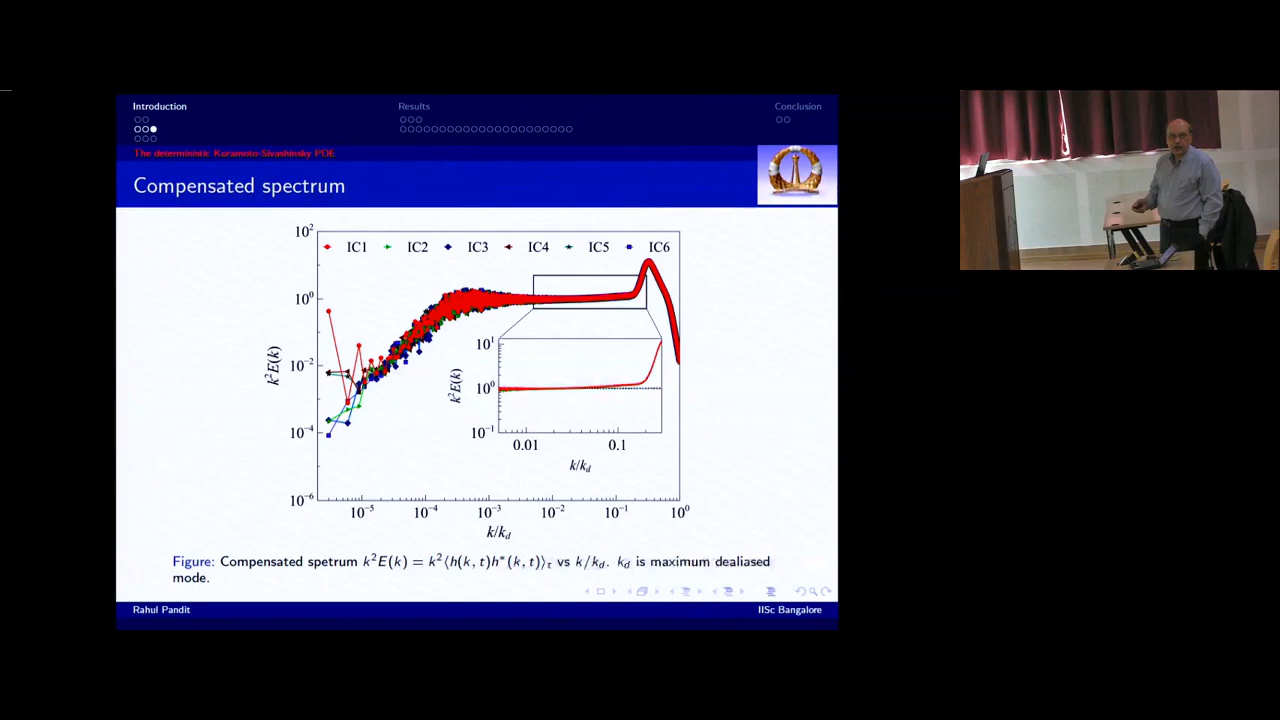 Introduction Results Conclusion
The deterministic Kuramoto-Sivashinsky PDE
Compensated spectrum
IC1 IC2 IC3 IC4 IC5 IC6
10² 10⁰ 10⁻² 10⁻⁴ 10⁻⁶
k²E(k)
10⁻⁵ 10⁻⁴ 10⁻³ 10⁻² 10⁻¹ 10⁰
k/k_d
10¹ 10⁰ 10⁻¹
k²E(k)
0.01 0.1
k/k_d
Figure: Compensated spetrum k²E(k) = k²⟨h(k, t)h*(k, t)⟩_τ vs k/k_d. k_d is maximum dealiased
mode.
Rahul Pandit IISc Bangalore